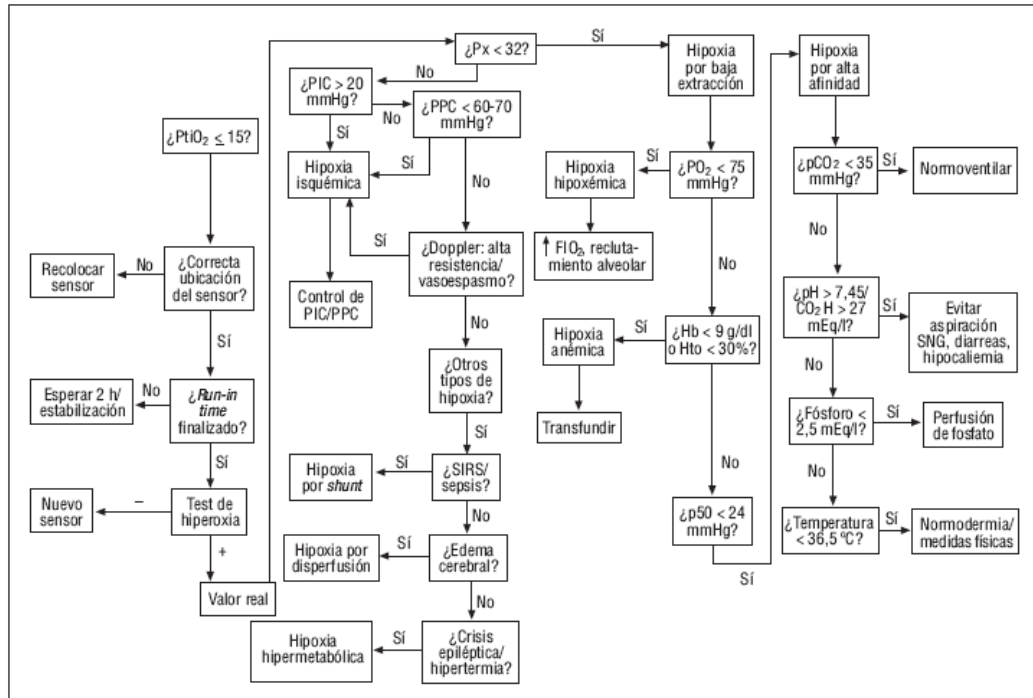 ¿PtiO2 ≤ 15?
¿Correcta
ubicación
del sensor?
No
Recolocar
sensor
Sí
¿Run-in
time
finalizado?
No
Esperar 2 h/
estabilización
Sí
Test de
hiperoxia
–
Nuevo
sensor
+
Valor real
¿Px < 32?
No
¿PIC > 20
mmHg?
Sí
No
¿PPC < 60-70
mmHg?
Sí
Hipoxia
isquémica
Control de
PIC/PPC
No
¿Doppler: alta
resistencia/
vasoespasmo?
Sí
No
¿Otros
tipos de
hipoxia?
Sí
¿SIRS/
sepsis?
Sí
Hipoxia
por shunt
No
¿Edema
cerebral?
Sí
Hipoxia por
disperfusión
No
¿Crisis
epiléptica/
hipertermia?
Sí
Hipoxia
hipermetabólica
Sí
Hipoxia
por baja
extracción
¿PO2 < 75
mmHg?
Sí
Hipoxia
hipoxémica
↑ FIO2, recluta-
miento alveolar
No
¿Hb < 9 g/dl
o Hto < 30%?
Sí
Hipoxia
anémica
Transfundir
No
¿p50 < 24
mmHg?
Sí
Hipoxia
por alta
afinidad
¿pCO2 < 35
mmHg?
Sí
Normoventilar
No
¿pH > 7,45/
CO2H > 27
mEq/l?
Sí
Evitar
aspiración
SNG, diarreas,
hipocaliemia
No
¿Fósforo <
2,5 mEq/l?
Sí
Perfusión
de fosfato
No
¿Temperatura
< 36,5 ºC?
Sí
Normodermia/
medidas físicas